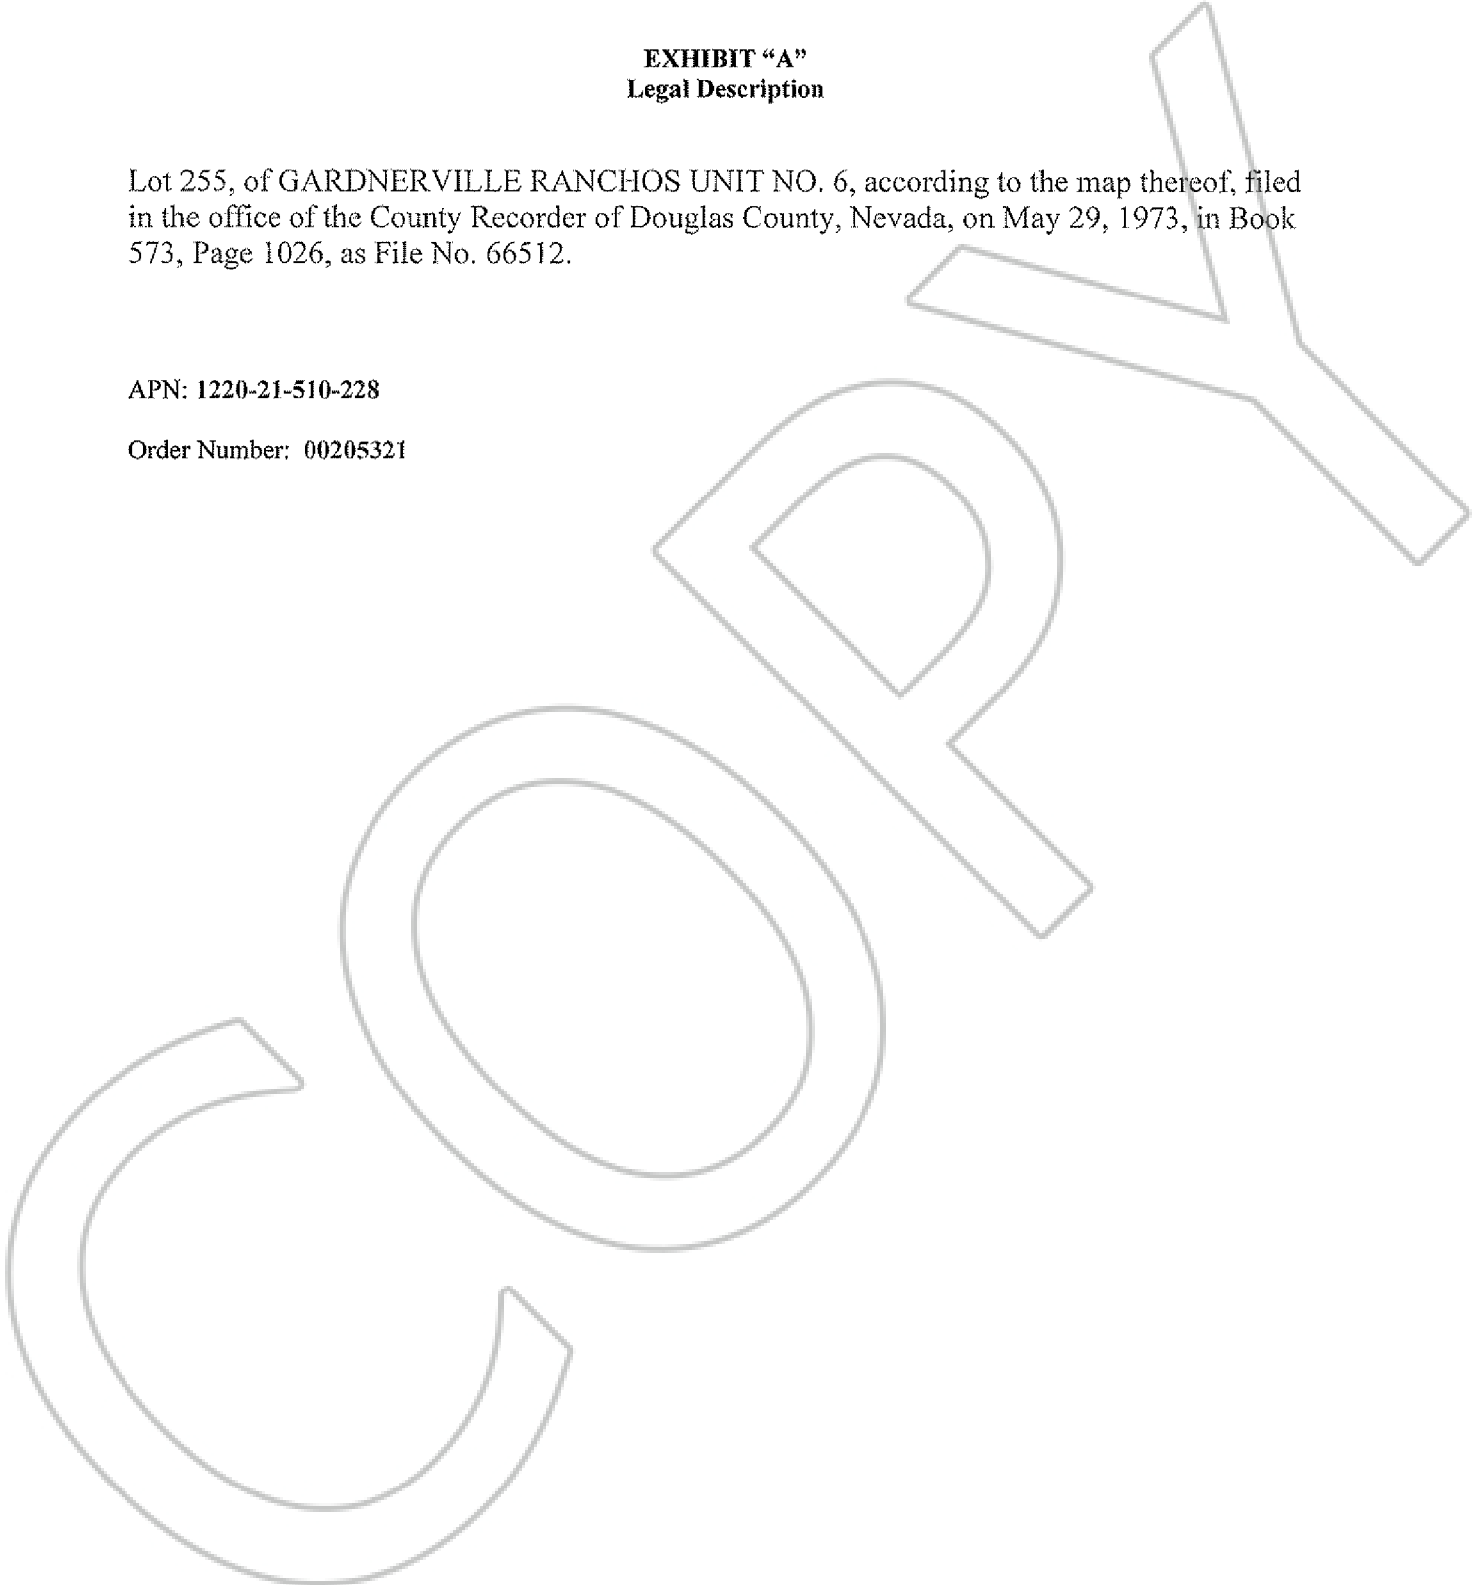 EXHIBIT “A”
Legal Description
Lot 255, of GARDNERVILLE RANCHOS UNIT NO. 6, according to the map thereof, filed
in the office of the County Recorder of Douglas County, Nevada, on May 29, 1973, in Book
573, Page 1026, as File No. 66512.
APN: 1220-21-510-228
Order Number: 00205321
COPY